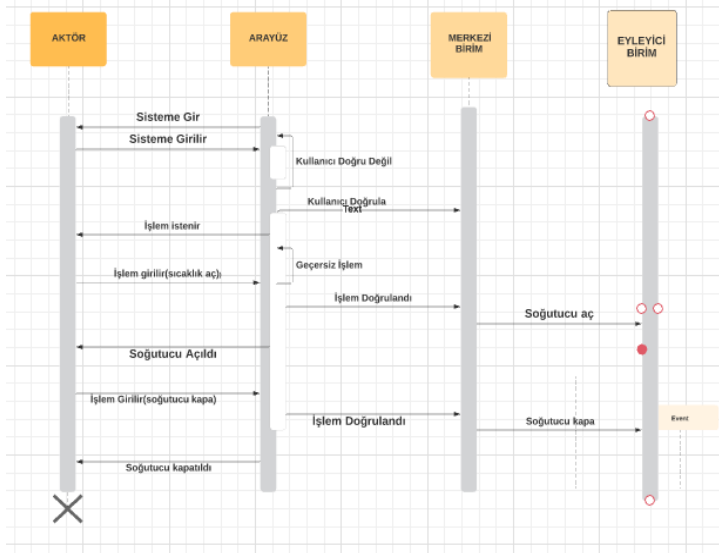 AKTÖR
ARAYÜZ
MERKEZİ
BİRİM
EYLEYİCİ
BİRİM
Sisteme Gir
Sisteme Girilir
Kullanıcı Doğru Değil
Kullanıcı Doğrula
Text
İşlem istenir
Geçersiz İşlem
İşlem girilir(sıcaklık aç)
İşlem Doğrulandı
Soğutucu aç
Soğutucu Açıldı
İşlem Girilir(soğutucu kapa)
İşlem Doğrulandı
Soğutucu kapa
Event
Soğutucu kapatıldı